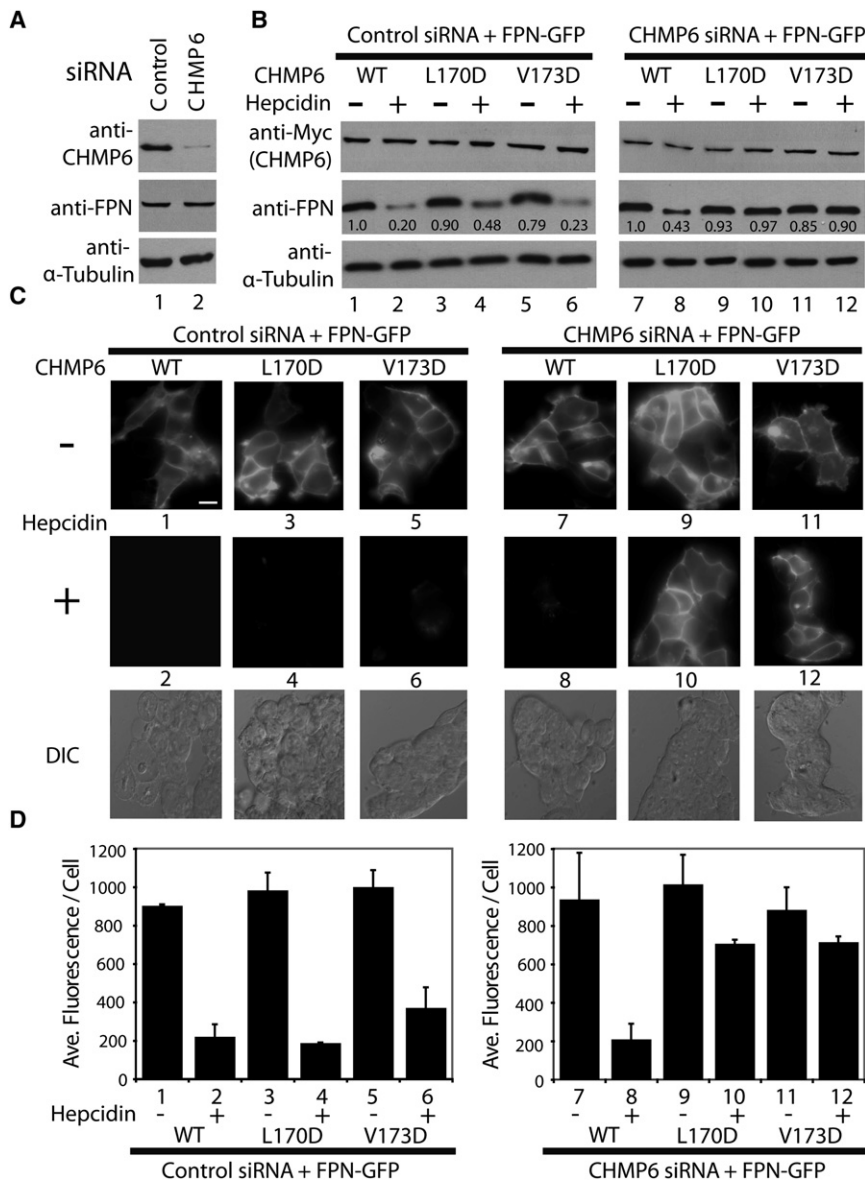 A
siRNA
Control
CHMP6
anti-
CHMP6
anti-FPN
anti-
α-Tubulin
1 2
B
Control siRNA + FPN-GFP
CHMP6 siRNA + FPN-GFP
CHMP6 WT L170D V173D WT L170D V173D
Hepcidin − + − + − + − + − + − +
anti-Myc
(CHMP6)
anti-FPN
1.0 0.20 0.90 0.48 0.79 0.23 1.0 0.43 0.93 0.97 0.85 0.90
anti-
α-Tubulin
1 2 3 4 5 6 7 8 9 10 11 12
C
Control siRNA + FPN-GFP
CHMP6 siRNA + FPN-GFP
CHMP6 WT L170D V173D WT L170D V173D
−
Hepcidin 1 3 5 7 9 11
+
2 4 6 8 10 12
DIC
D
Ave. Fluorescence / Cell
1200
1000
800
600
400
200
0
1 2 3 4 5 6
Hepcidin - + - + - +
WT L170D V173D
Control siRNA + FPN-GFP
Ave. Fluorescence / Cell
1200
1000
800
600
400
200
0
7 8 9 10 11 12
- + - + - +
WT L170D V173D
CHMP6 siRNA + FPN-GFP